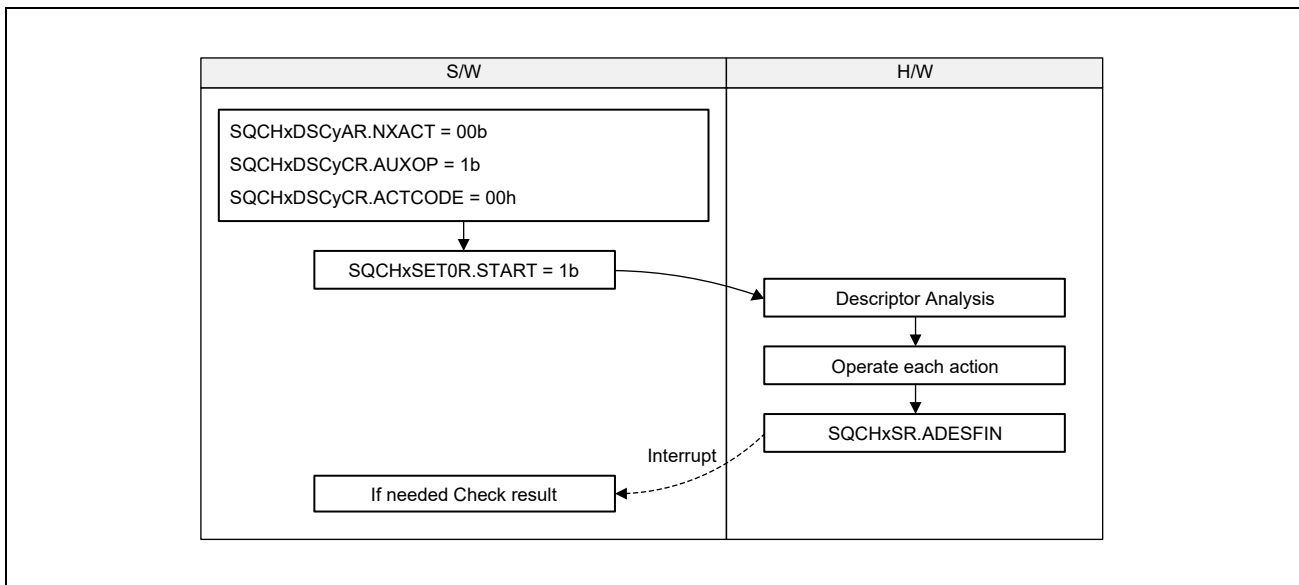 S/W
H/W
SQCHxDSCyAR.NXACT = 00b
SQCHxDSCyCR.AUXOP = 1b
SQCHxDSCyCR.ACTCODE = 00h
SQCHxSET0R.START = 1b
Descriptor Analysis
Operate each action
SQCHxSR.ADESFIN
Interrupt
If needed Check result